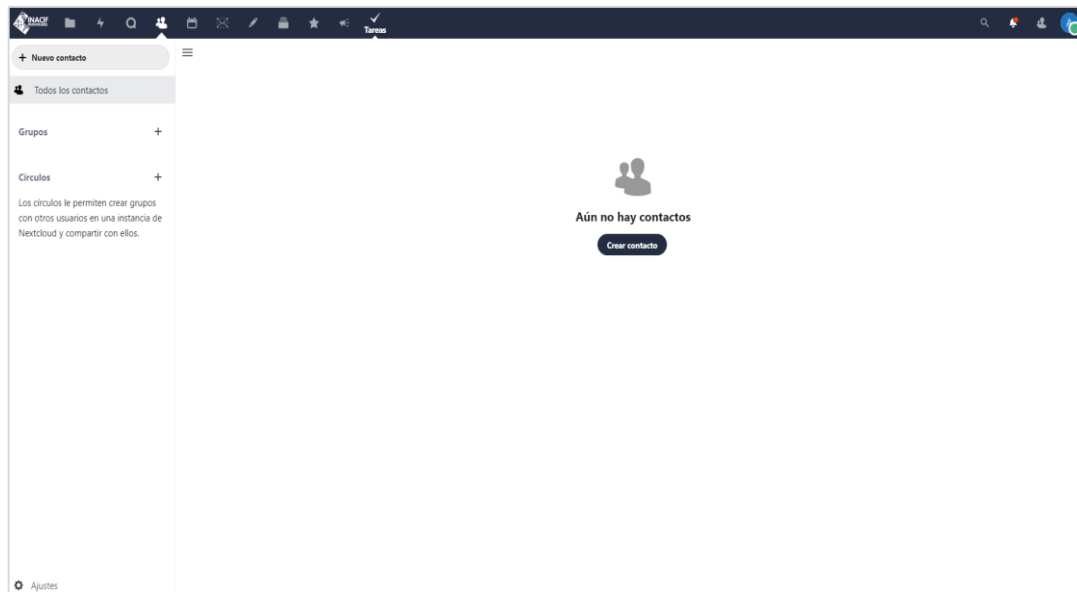 INACIF
Tareas
+ Nuevo contacto
Todos los contactos
Grupos +
Círculos +
Los círculos le permiten crear grupos
con otros usuarios en una instancia de
Nextcloud y compartir con ellos.
Aún no hay contactos
Crear contacto
Ajustes